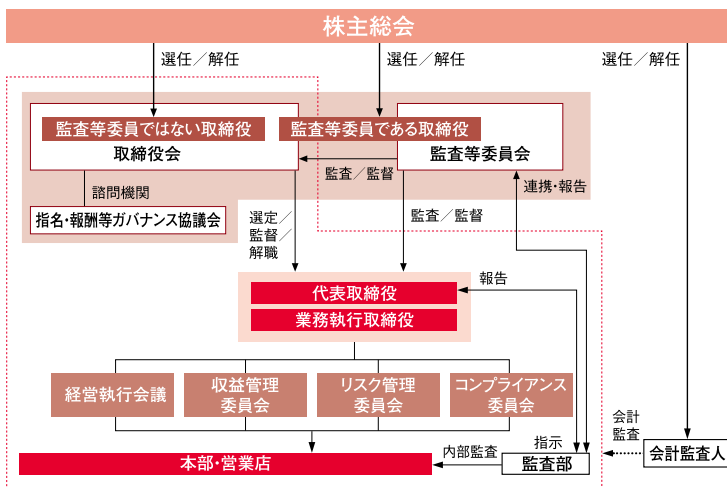 株主総会
選任／解任
選任／解任
選任／解任
監査等委員ではない取締役
監査等委員である取締役
取締役会
監査等委員会
監査／監督
諮問機関
連携・報告
指名・報酬等ガバナンス協議会
選定／
監督／
解職
監査／監督
報告
代表取締役
業務執行取締役
経営執行会議
収益管理
委員会
リスク管理
委員会
コンプライアンス
委員会
会計
監査
指示
内部監査
本部・営業店
監査部
会計監査人